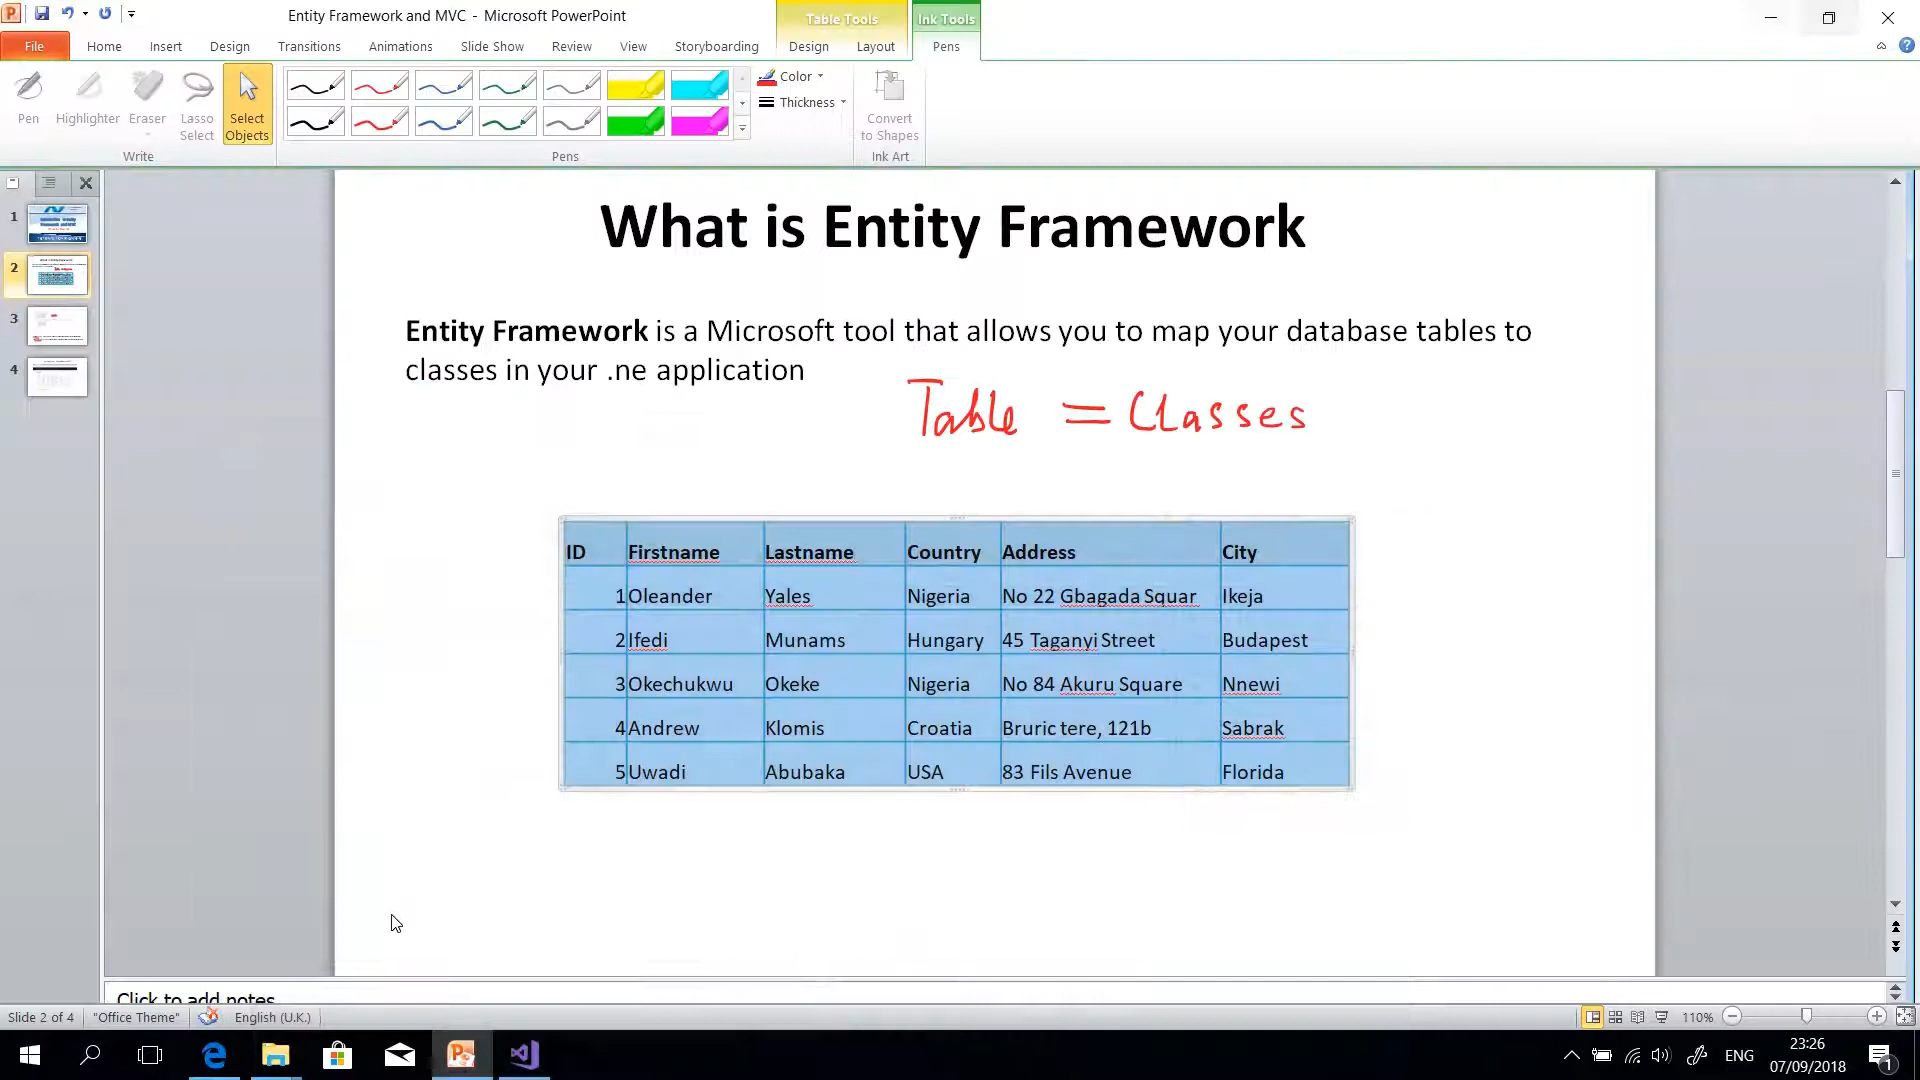 Entity Framework and MVC - Microsoft PowerPoint
Table Tools
Ink Tools
File Home Insert Design Transitions Animations Slide Show Review View Storyboarding Design Layout Pens
Pen Highlighter Eraser Lasso Select Select Objects
Color
Thickness
Convert to Shapes
Write Pens Ink Art
1
2
3
4
What is Entity Framework
Entity Framework is a Microsoft tool that allows you to map your database tables to
classes in your .ne application
Table = Classes
ID Firstname Lastname Country Address City
1 Oleander Yales Nigeria No 22 Gbagada Squar Ikeja
2 Ifedi Munams Hungary 45 Taganyi Street Budapest
3 Okechukwu Okeke Nigeria No 84 Akuru Square Nnewi
4 Andrew Klomis Croatia Bruric tere, 121b Sabrak
5 Uwadi Abubaka USA 83 Fils Avenue Florida
Click to add notes
Slide 2 of 4 "Office Theme" English (U.K.) 110%
ENG 23:26
07/09/2018 1